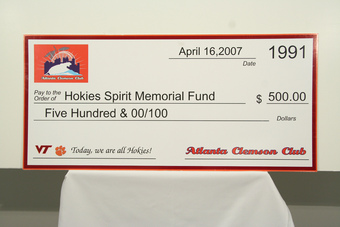 April 16,2007 1991
Date
Atlanta Clemson Club
Pay to the
Order of Hokies Spirit Memorial Fund $ 500.00
Five Hundred & 00/100
Dollars
VT Today, we are all Hokies! Atlanta Clemson Club